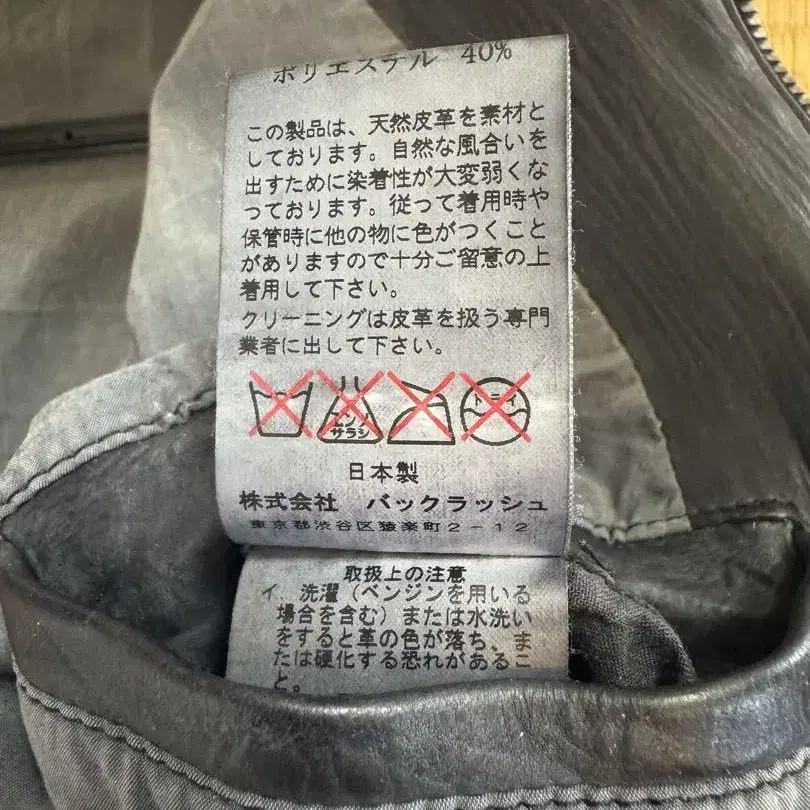 ポリエステル 40%
この製品は、天然皮革を素材と
しております。自然な風合いを
出すために染着性が大変弱くな
っております。従って着用時や
保管時に他の物に色がつくこと
がありますので十分ご留意の上
着用して下さい。
クリーニングは皮革を扱う専門
業者に出して下さい。
エンソ
サラシ
ドライ
日本製
株式会社 バックラッシュ
東京都渋谷区猿楽町2-12
取扱上の注意
イ. 洗濯(ベンジンを用いる
場合を含む)または水洗い
をすると革の色が落ち、ま
たは硬化する恐れがあるこ
と。